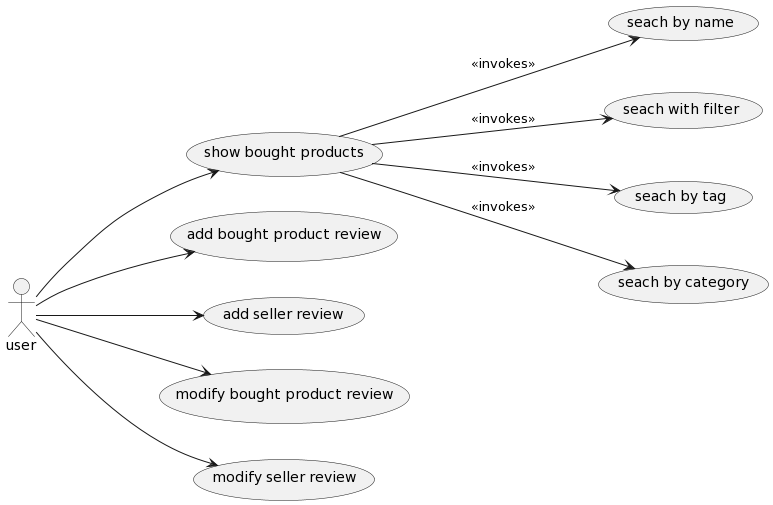 seach by name
«invokes»
seach with filter
«invokes»
show bought products
«invokes»
seach by tag
«invokes»
add bought product review
seach by category
add seller review
user
modify bought product review
modify seller review